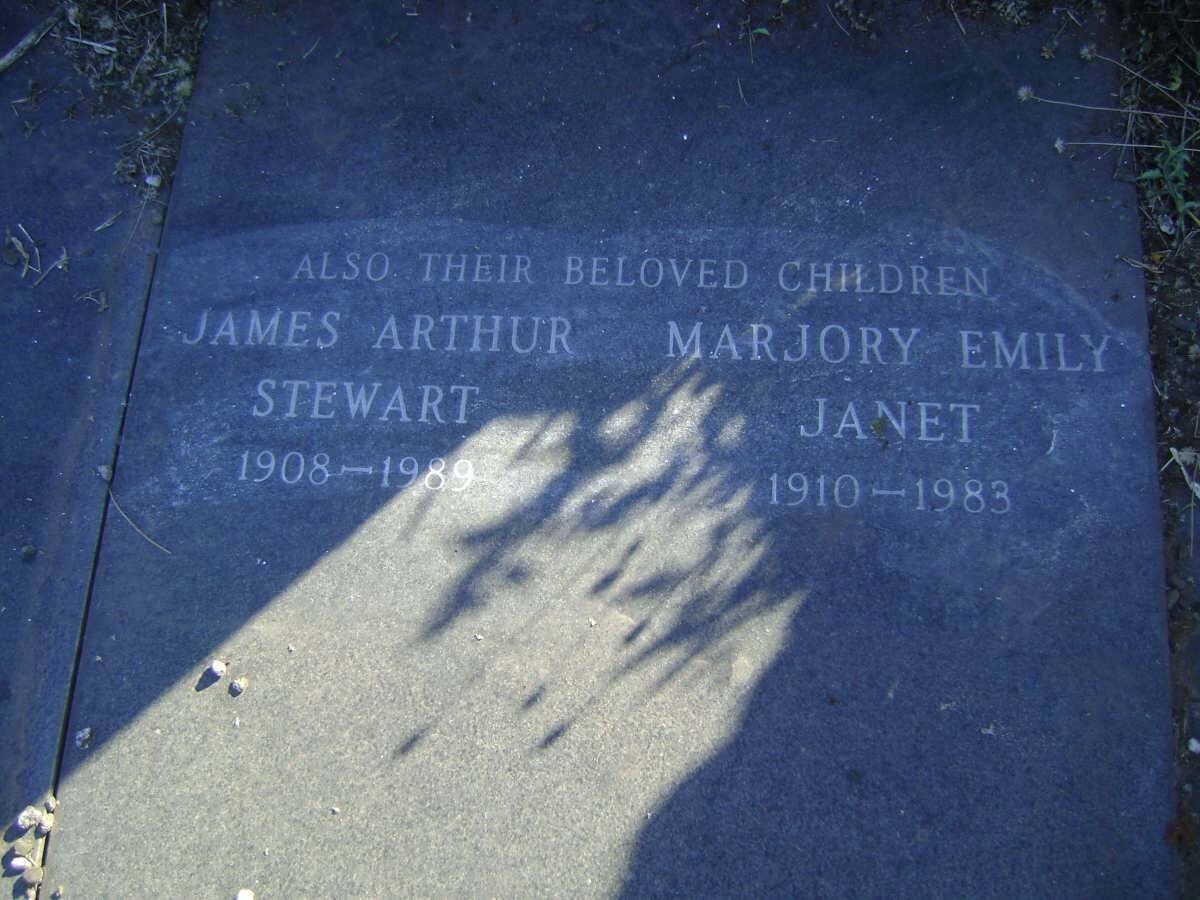 ALSO THEIR BELOVED CHILDREN
JAMES ARTHUR
STEWART
1908–1989
MARJORY EMILY
JANET
1910–1983